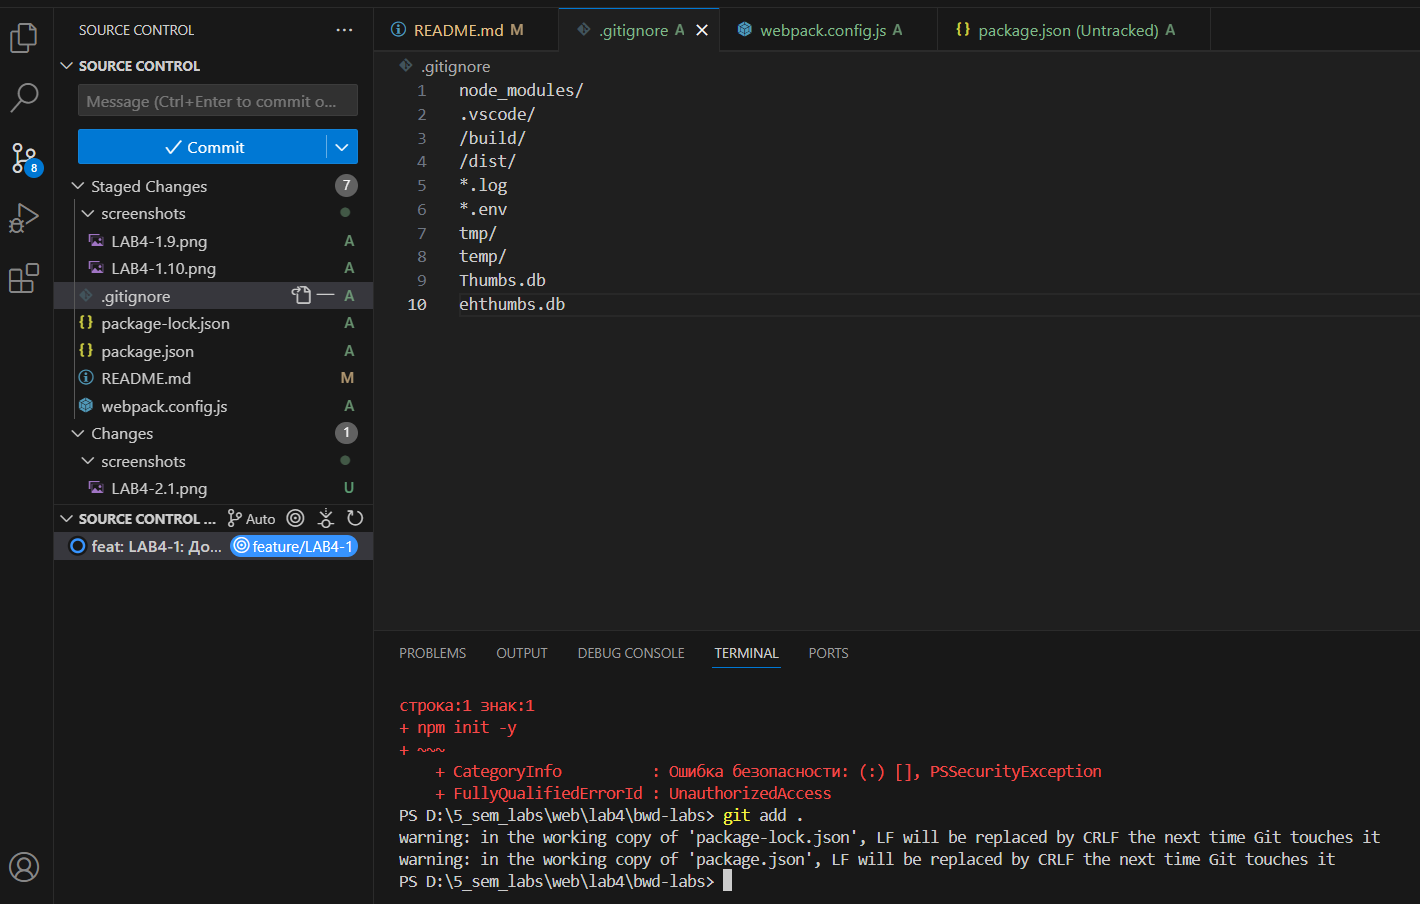 SOURCE CONTROL
SOURCE CONTROL
Message (Ctrl+Enter to commit o...
Commit
Staged Changes 7
screenshots
LAB4-1.9.png A
LAB4-1.10.png A
.gitignore A
package-lock.json A
package.json A
README.md M
webpack.config.js A
Changes 1
screenshots
LAB4-2.1.png U
SOURCE CONTROL ... Auto
feat: LAB4-1: До... feature/LAB4-1
8
README.md M
.gitignore A
webpack.config.js A
{} package.json (Untracked) A
.gitignore
1 node_modules/
2 .vscode/
3 /build/
4 /dist/
5 *.log
6 *.env
7 tmp/
8 temp/
9 Thumbs.db
10 ehthumbs.db
PROBLEMS OUTPUT DEBUG CONSOLE TERMINAL PORTS
строка:1 знак:1
+ npm init -y
+ ~~~
+ CategoryInfo : Ошибка безопасности: (:) [], PSSecurityException
+ FullyQualifiedErrorId : UnauthorizedAccess
PS D:\5_sem_labs\web\lab4\bwd-labs> git add .
warning: in the working copy of 'package-lock.json', LF will be replaced by CRLF the next time Git touches it
warning: in the working copy of 'package.json', LF will be replaced by CRLF the next time Git touches it
PS D:\5_sem_labs\web\lab4\bwd-labs>